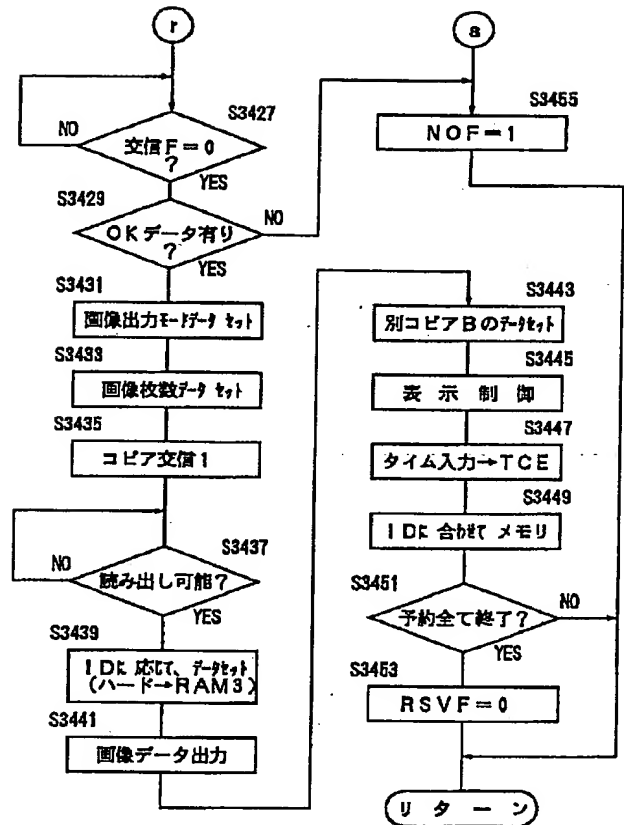 r
S3427
交信F=0
?
NO
YES
S3429
OKデータ有り
?
NO
YES
S3431
画像出力モードデータ セット
S3433
画像枚数データ セット
S3435
コピア交信1
S3437
読み出し可能?
NO
YES
S3439
IDに 応じて、データセット
(ハード→RAM3)
S3441
画像データ出力
s
S3455
NOF=1
S3443
別コピアBのデータセット
S3445
表 示 制 御
S3447
タイム入力→TCE
S3449
IDに 合わせて メモリ
S3451
予約全て終了?
NO
YES
S3453
RSVF=0
リ タ ー ン